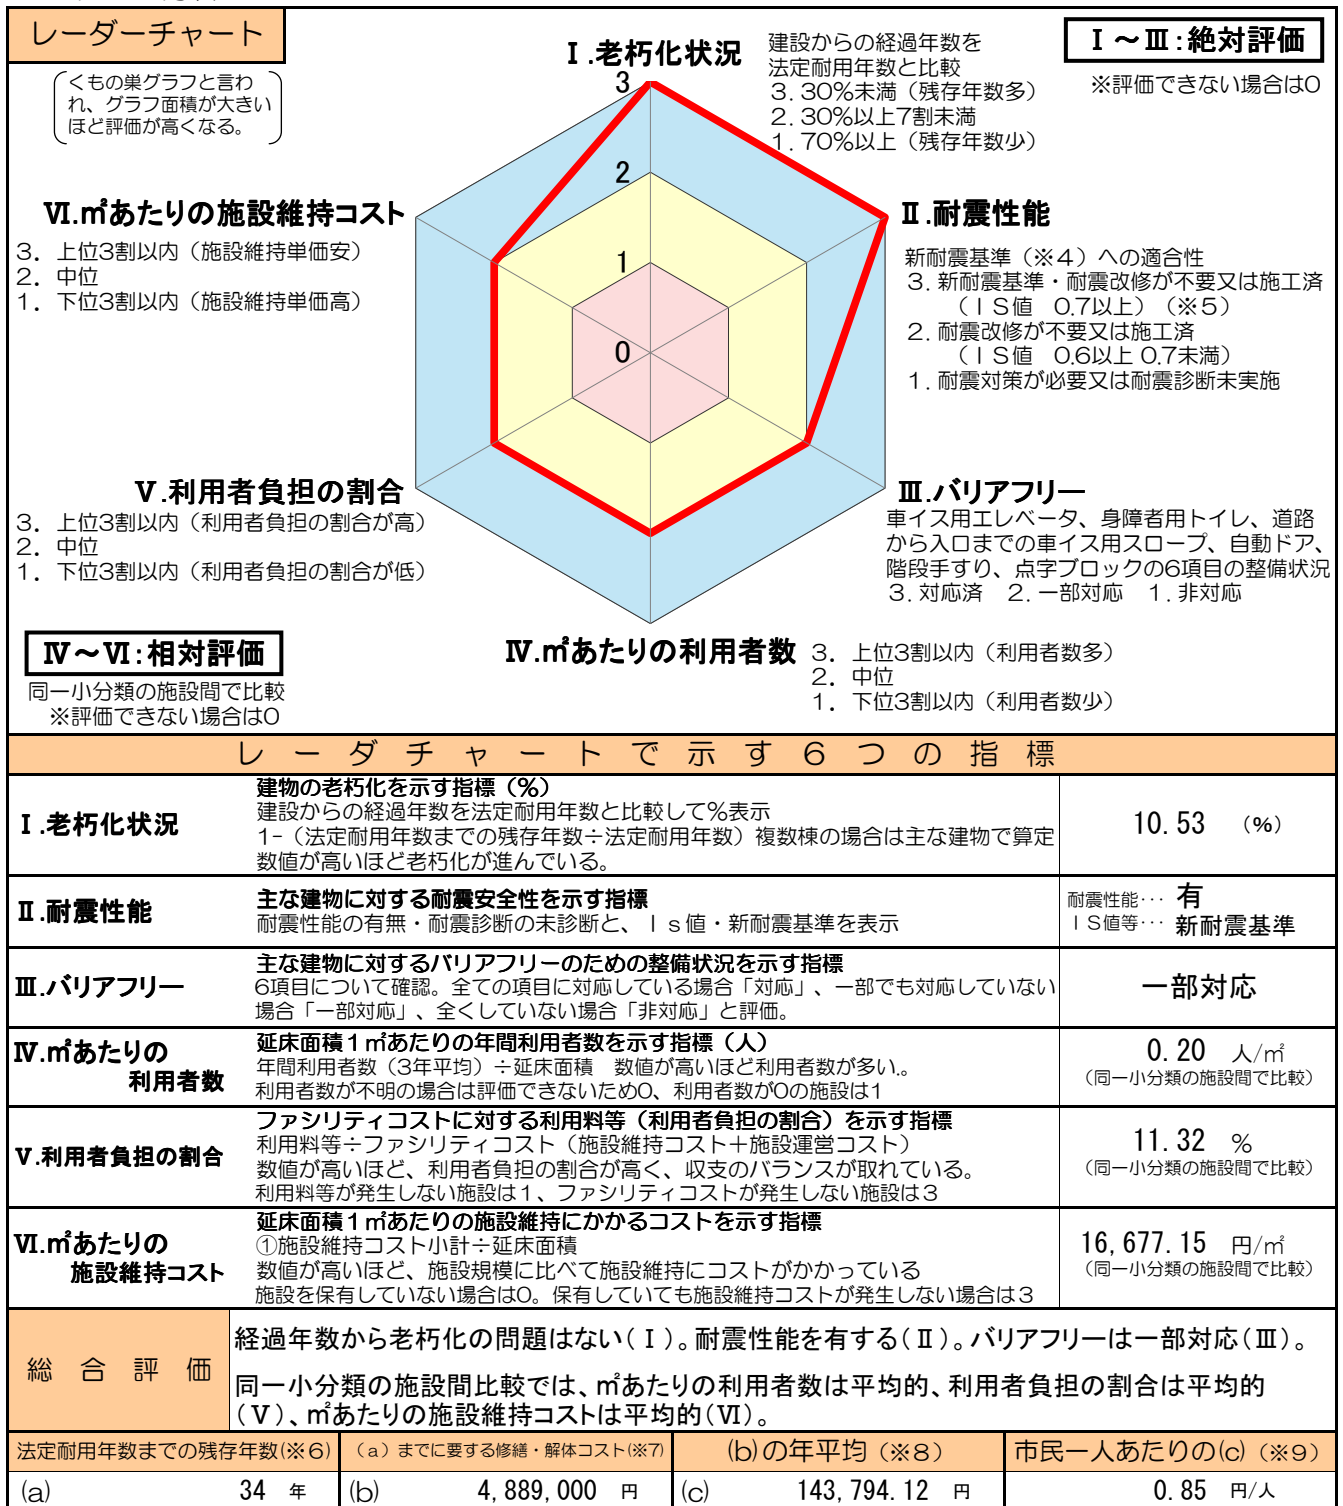 レーダーチャート
くもの巣グラフと言わ
れ、グラフ面積が大きい
ほど評価が高くなる。
Ⅰ.老朽化状況
建設からの経過年数を
法定耐用年数と比較
3. 30%未満（残存年数多）
2. 30%以上7割未満
1. 70%以上（残存年数少）
Ⅰ～Ⅲ:絶対評価
※評価できない場合は0
3
2
1
0
Ⅵ.㎡あたりの施設維持コスト
3. 上位3割以内（施設維持単価安）
2. 中位
1. 下位3割以内（施設維持単価高）
Ⅱ.耐震性能
新耐震基準（※4）への適合性
3. 新耐震基準・耐震改修が不要又は施工済
（ＩＳ値　0.7以上）（※5）
2. 耐震改修が不要又は施工済
（ＩＳ値　0.6以上 0.7未満）
1. 耐震対策が必要又は耐震診断未実施
Ⅴ.利用者負担の割合
3. 上位3割以内（利用者負担の割合が高）
2. 中位
1. 下位3割以内（利用者負担の割合が低）
Ⅲ.バリアフリー
車イス用エレベータ、身障者用トイレ、道路
から入口までの車イス用スロープ、自動ドア、
階段手すり、点字ブロックの6項目の整備状況
3. 対応済　2. 一部対応　1. 非対応
Ⅳ～Ⅵ:相対評価
同一小分類の施設間で比較
※評価できない場合は0
Ⅳ.㎡あたりの利用者数
3. 上位3割以内（利用者数多）
2. 中位
1. 下位3割以内（利用者数少）
レーダチャートで示す6つの指標
Ⅰ.老朽化状況
建物の老朽化を示す指標（%）
建設からの経過年数を法定耐用年数と比較して%表示
1-（法定耐用年数までの残存年数÷法定耐用年数）複数棟の場合は主な建物で算定
数値が高いほど老朽化が進んでいる。
10.53 （%）
Ⅱ.耐震性能
主な建物に対する耐震安全性を示す指標
耐震性能の有無・耐震診断の未診断と、Ｉｓ値・新耐震基準を表示
耐震性能… 有
ＩＳ値等… 新耐震基準
Ⅲ.バリアフリー
主な建物に対するバリアフリーのための整備状況を示す指標
6項目について確認。全ての項目に対応している場合「対応」、一部でも対応していない
場合「一部対応」、全くしていない場合「非対応」と評価。
一部対応
Ⅳ.㎡あたりの
利用者数
延床面積１㎡あたりの年間利用者数を示す指標（人）
年間利用者数（3年平均）÷延床面積　数値が高いほど利用者数が多い。
利用者数が不明の場合は評価できないため0、利用者数が0の施設は1
0.20 人/㎡
（同一小分類の施設間で比較）
Ⅴ.利用者負担の割合
ファシリティコストに対する利用料等（利用者負担の割合）を示す指標
利用料等÷ファシリティコスト（施設維持コスト＋施設運営コスト）
数値が高いほど、利用者負担の割合が高く、収支のバランスが取れている。
利用料等が発生しない施設は１、ファシリティコストが発生しない施設は３
11.32 %
（同一小分類の施設間で比較）
Ⅵ.㎡あたりの
施設維持コスト
延床面積１㎡あたりの施設維持にかかるコストを示す指標
①施設維持コスト小計÷延床面積
数値が高いほど、施設規模に比べて施設維持にコストがかかっている
施設を保有していない場合は0。保有していても施設維持コストが発生しない場合は３
16,677.15 円/㎡
（同一小分類の施設間で比較）
総合評価
経過年数から老朽化の問題はない（Ⅰ）。耐震性能を有する（Ⅱ）。バリアフリーは一部対応（Ⅲ）。
同一小分類の施設間比較では、㎡あたりの利用者数は平均的、利用者負担の割合は平均的
（Ⅴ）、㎡あたりの施設維持コストは平均的（Ⅵ）。
法定耐用年数までの残存年数(※6)
（a）までに要する修繕・解体コスト(※7)
(b)の年平均（※8）
市民一人あたりの(c)（※9）
(a) 34 年
(b) 4,889,000 円
(c) 143,794.12 円
0.85 円/人